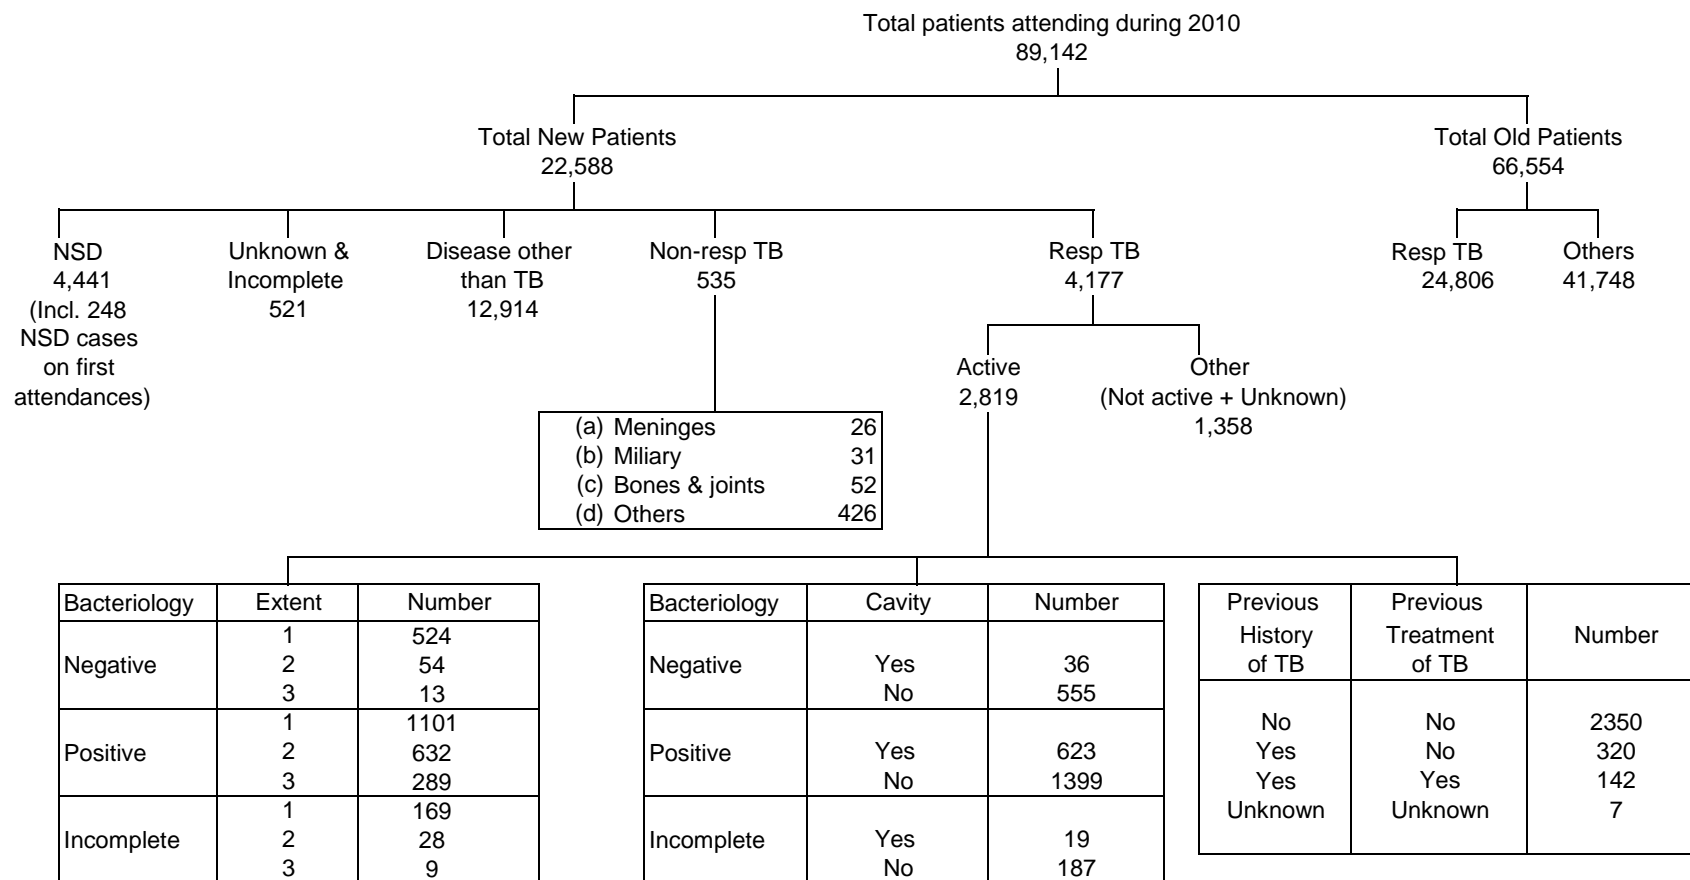 Total patients attending during 2010
89,142
Total New Patients
22,588
Total Old Patients
66,554
NSD
4,441
(Incl. 248
NSD cases
on first
attendances)
Unknown &
Incomplete
521
Disease other
than TB
12,914
Non-resp TB
535
Resp TB
4,177
Resp TB
24,806
Others
41,748
Active
2,819
Other
(Not active + Unknown)
1,358
(a) Meninges 26
(b) Miliary 31
(c) Bones & joints 52
(d) Others 426
Bacteriology Extent Number
1 524
Negative 2 54
3 13
1 1101
Positive 2 632
3 289
1 169
Incomplete 2 28
3 9
Bacteriology Cavity Number
Negative Yes 36
No 555
Positive Yes 623
No 1399
Incomplete Yes 19
No 187
Previous Previous
History Treatment Number
of TB of TB
No No 2350
Yes No 320
Yes Yes 142
Unknown Unknown 7